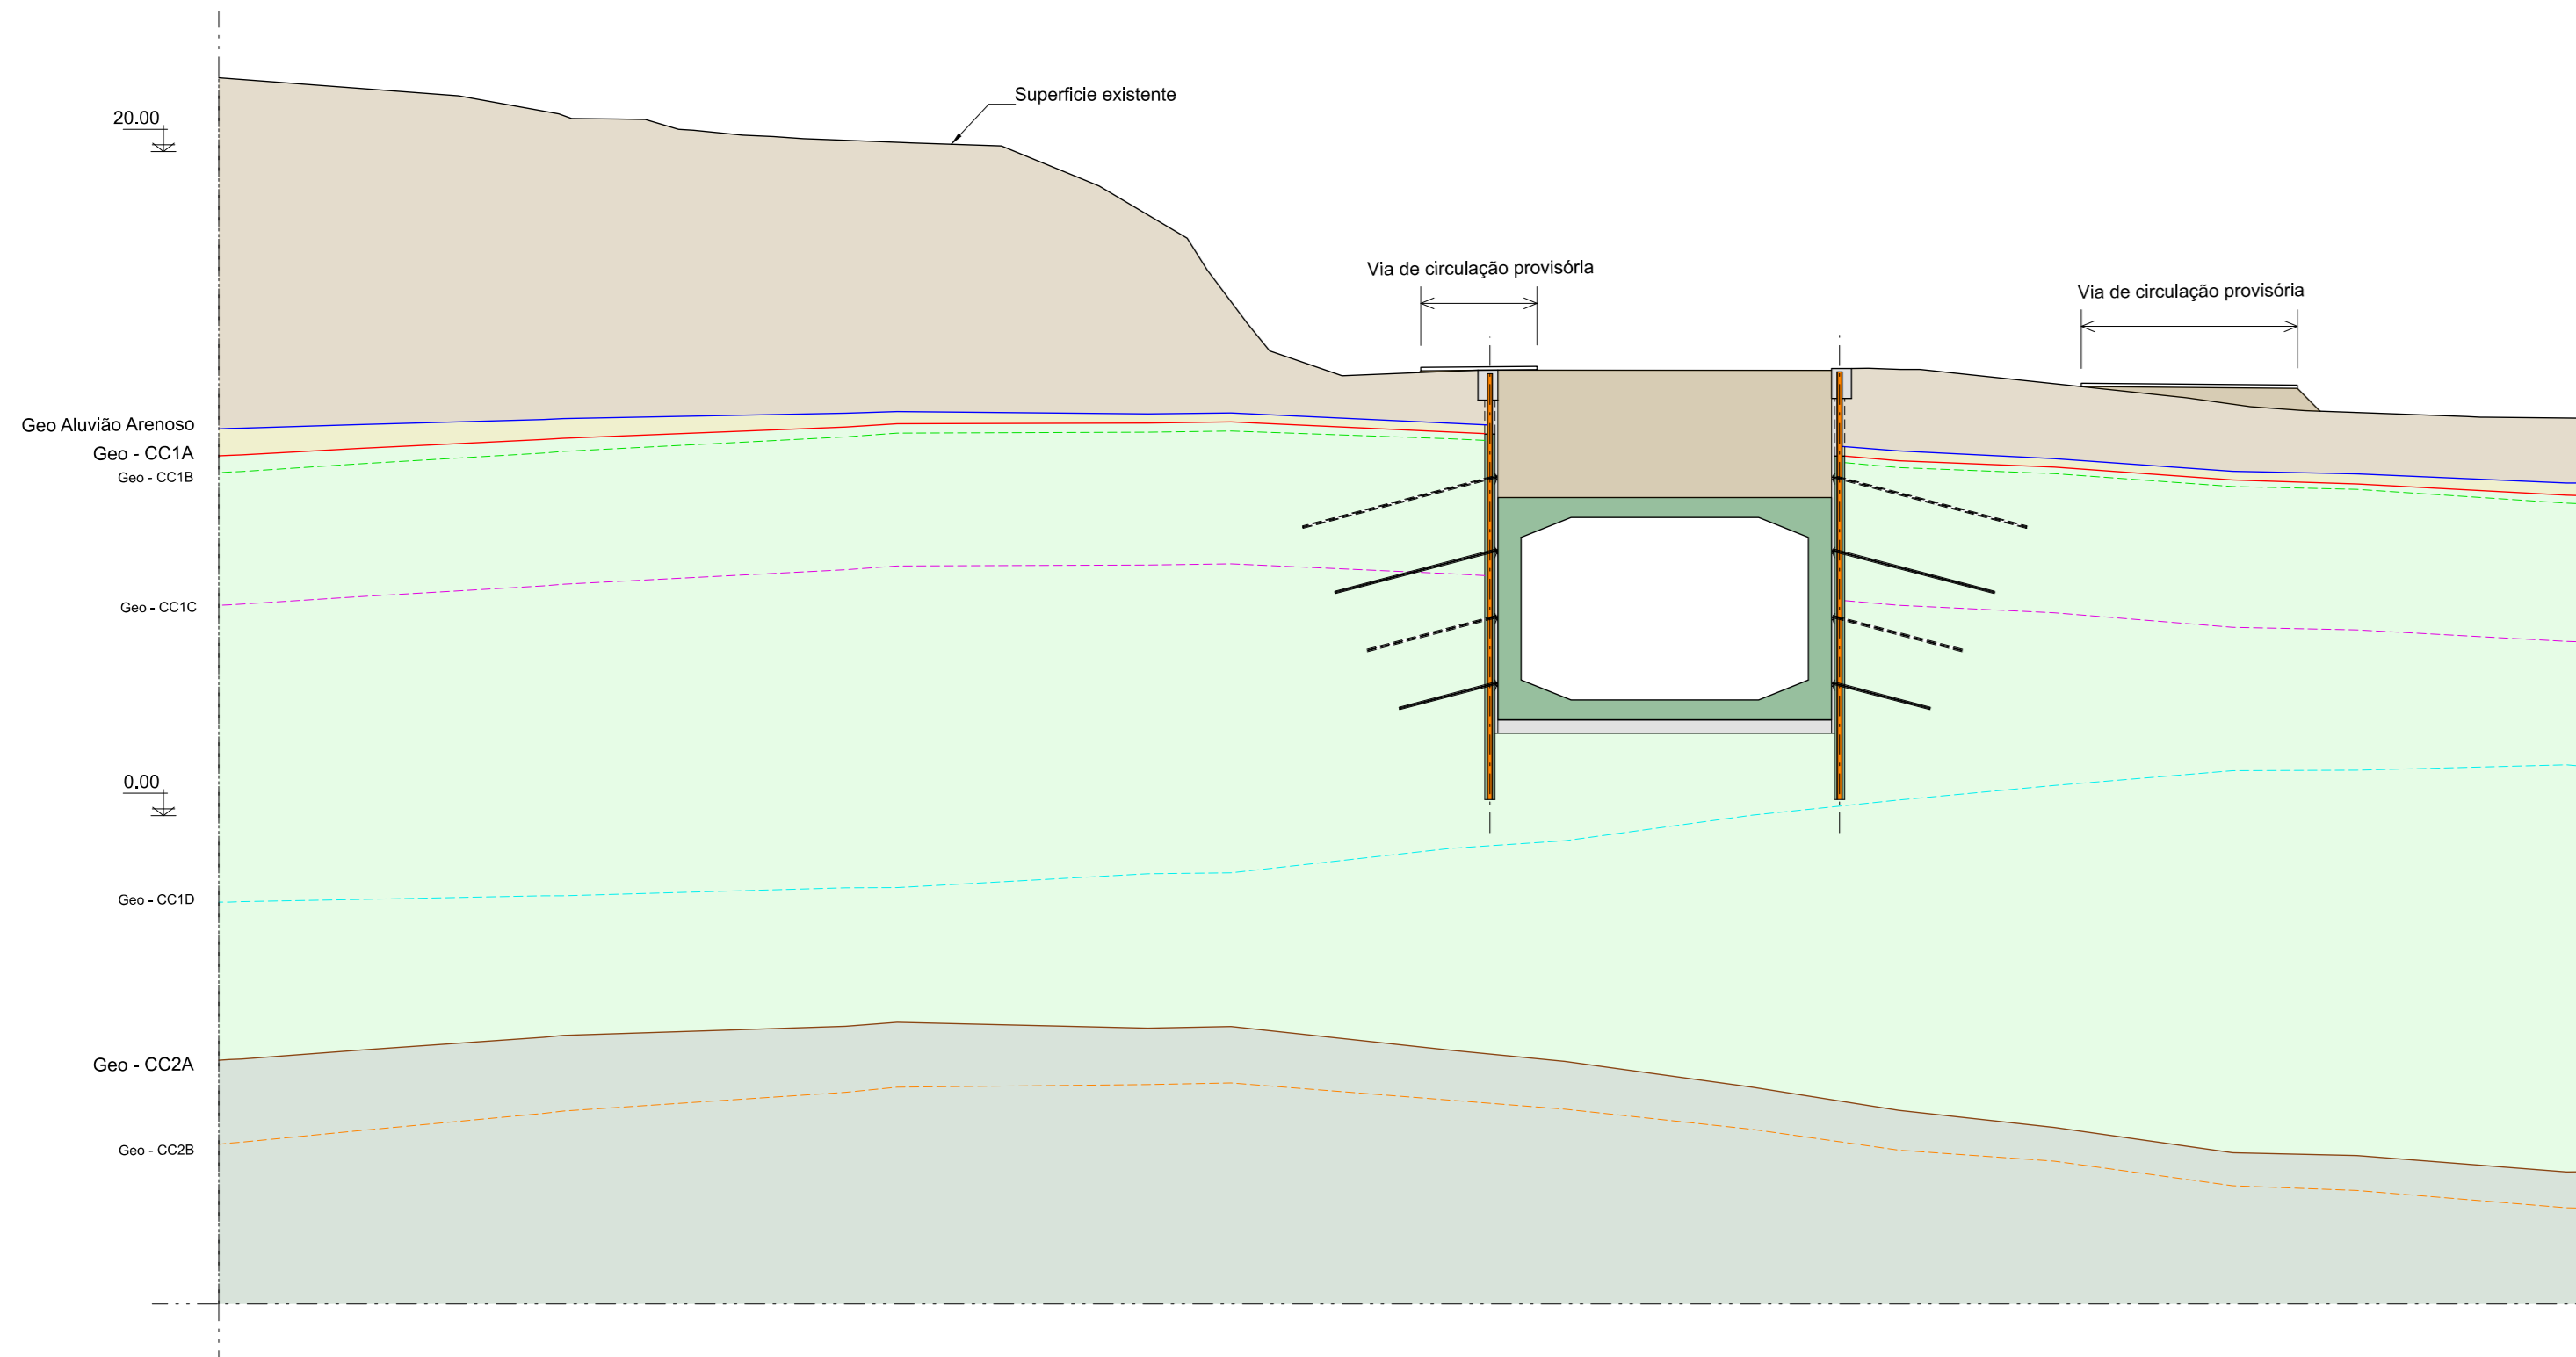 Superficie existente
20.00
Via de circulação provisória
Via de circulação provisória
Geo Aluvião Arenoso
Geo - CC1A
Geo - CC1B
Geo - CC1C
0.00
Geo - CC1D
Geo - CC2A
Geo - CC2B